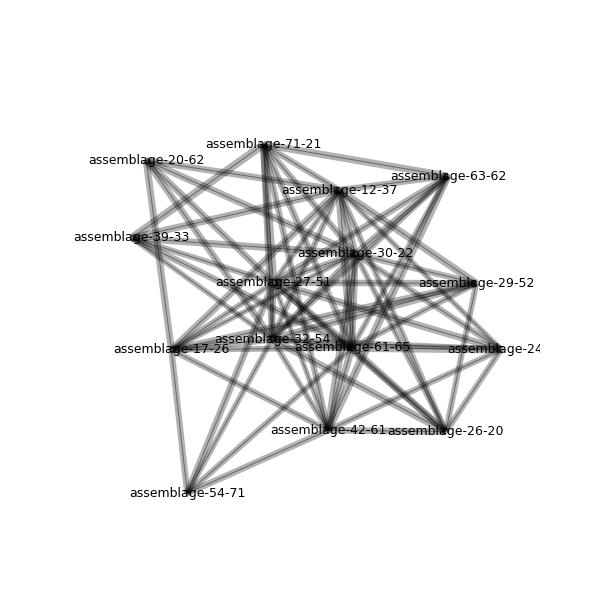 assemblage-71-21
assemblage-20-62
assemblage-63-62
assemblage-12-37
assemblage-39-33
assemblage-30-22
assemblage-27-51
assemblage-29-52
assemblage-32-54
assemblage-61-65
assemblage-17-26
assemblage-24
assemblage-42-61
assemblage-26-20
assemblage-54-71